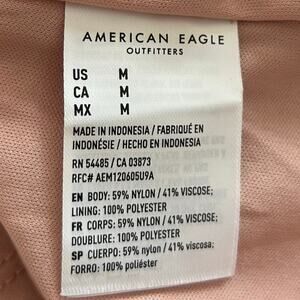 AMERICAN EAGLE
OUTFITTERS
US M
CA M
MX M
MADE IN INDONESIA / FABRIQUÉ EN
INDONÉSIE / HECHO EN INDONESIA
RN 54485 / CA 03873
RFC# AEM120605U9A
EN BODY: 59% NYLON / 41% VISCOSE;
LINING: 100% POLYESTER
FR CORPS: 59% NYLON / 41% VISCOSE;
DOUBLURE: 100% POLYESTER
SP CUERPO: 59% nylon / 41% viscosa;
FORRO: 100% poliéster